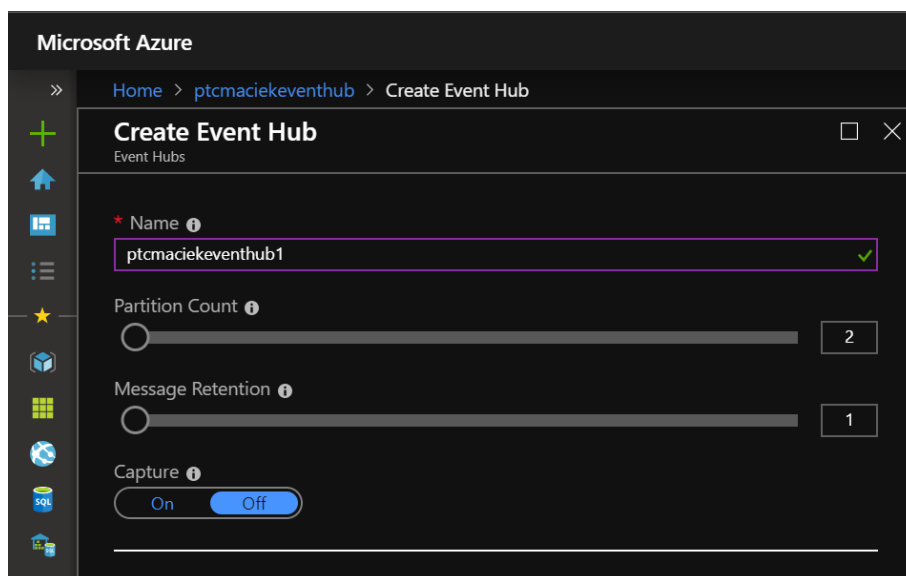 Microsoft Azure
Home > ptcmaciekeventhub > Create Event Hub
Create Event Hub
Event Hubs
* Name
ptcmaciekeventhub1
Partition Count
2
Message Retention
1
Capture
On Off
SQL